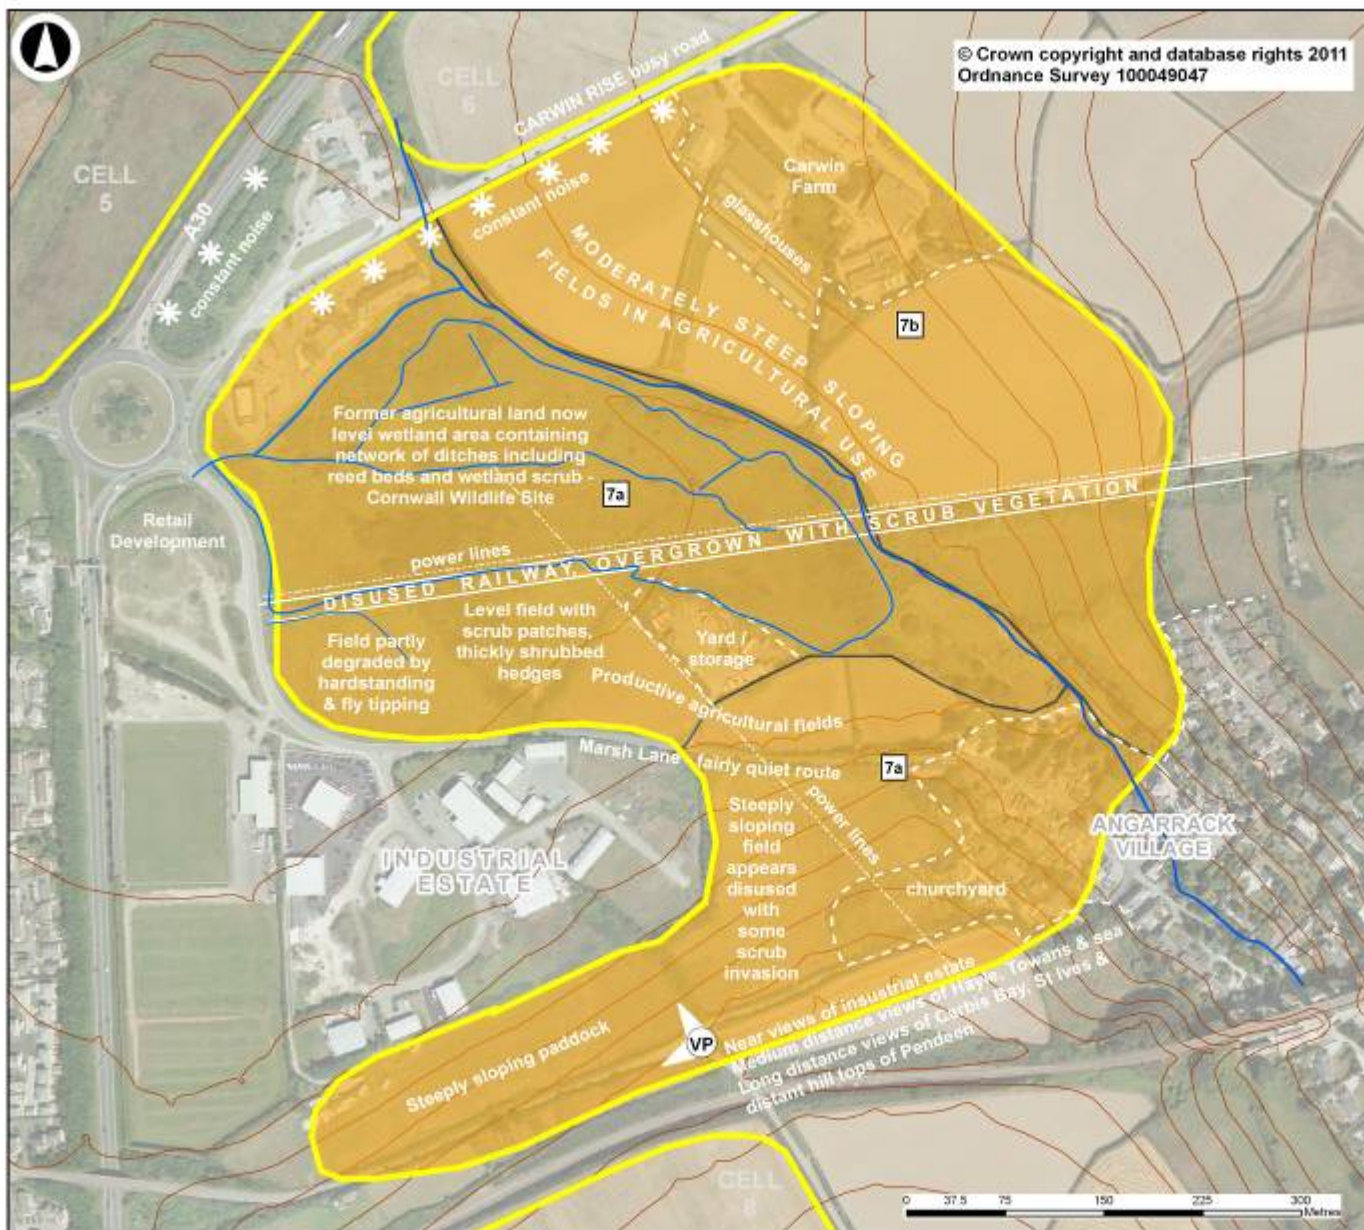 © Crown copyright and database rights 2011
Ordnance Survey 100049047
CELL
5
A30
constant noise
CELL
6
CARWIN RISE busy road
constant noise
Carwin
Farm
glasshouses
MODERATELY STEEP SLOPING
FIELDS IN AGRICULTURAL USE
7b
Former agricultural land now
level wetland area containing
network of ditches including
reed beds and wetland scrub -
Cornwall Wildlife Site
7a
Retail
Development
power lines
DISUSED RAILWAY, OVERGROWN WITH SCRUB VEGETATION
Field partly
degraded by
hardstanding
& fly tipping
Level field with
scrub patches,
thickly shrubbed
hedges
Yard /
storage
Productive agricultural fields
Marsh Lane - fairly quiet route
7a
power lines
Steeply
sloping
field
appears
disused
with
some
scrub
invasion
churchyard
ANGARRACK
VILLAGE
INDUSTRIAL
ESTATE
Steeply sloping paddock
VP
Near views of insustrial estate
Medium distance views of Hayle, Towans & sea
Long distance views of Carbis Bay, St Ives &
distant hill tops of Pendeen
CELL
8
0 37.5 75 150 225 300
Metres